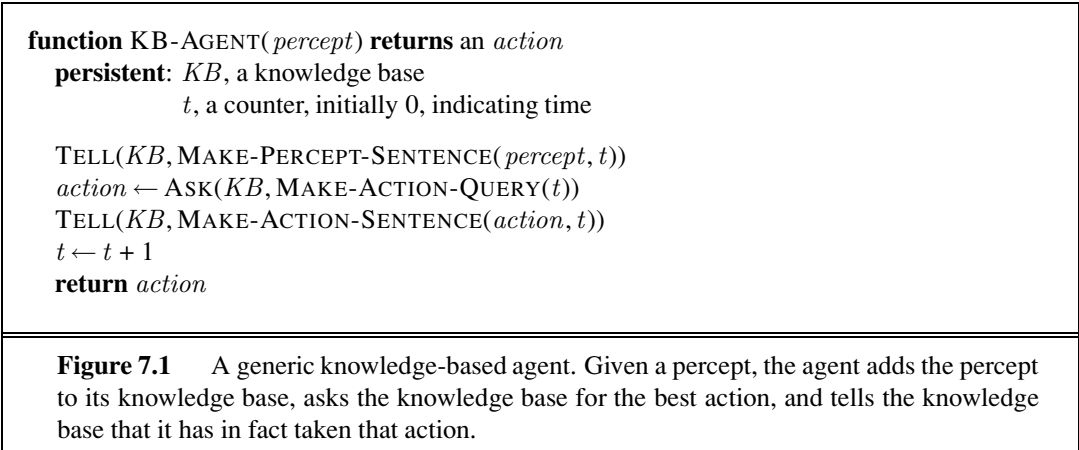 function KB-AGENT(percept) returns an action
persistent: KB, a knowledge base
t, a counter, initially 0, indicating time
TELL(KB, MAKE-PERCEPT-SENTENCE(percept, t))
action ← ASK(KB, MAKE-ACTION-QUERY(t))
TELL(KB, MAKE-ACTION-SENTENCE(action, t))
t ← t + 1
return action
Figure 7.1 A generic knowledge-based agent. Given a percept, the agent adds the percept
to its knowledge base, asks the knowledge base for the best action, and tells the knowledge
base that it has in fact taken that action.